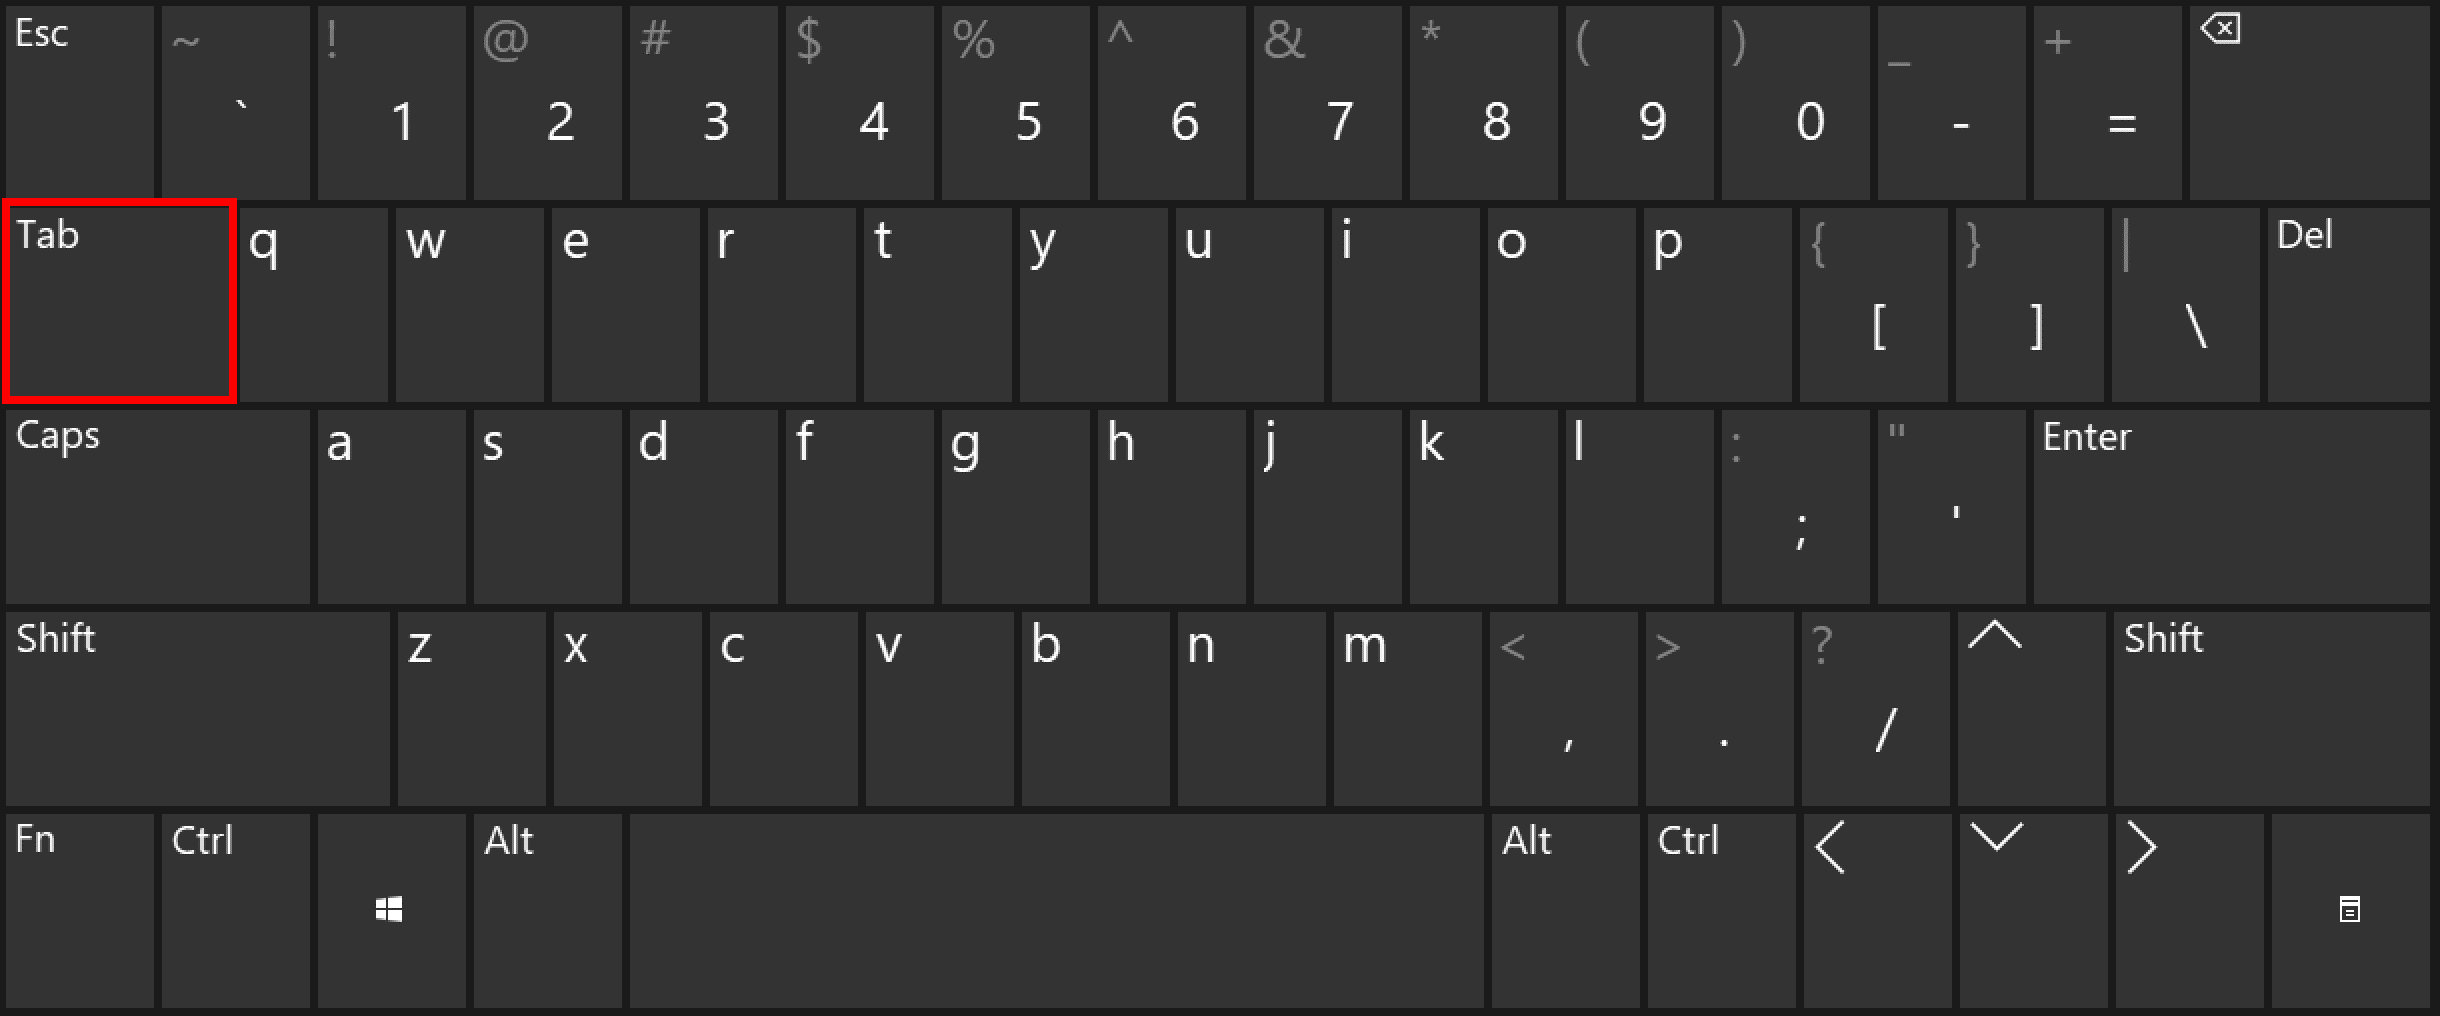 Esc ~ ` ! 1 @ 2 # 3 $ 4 % 5 ^ 6 & 7 * 8 ( 9 ) 0 _ - + =
Tab q w e r t y u i o p { [ } ] | \ Del
Caps a s d f g h j k l : ; " ' Enter
Shift z x c v b n m < , > . ? / Shift
Fn Ctrl Alt Alt Ctrl